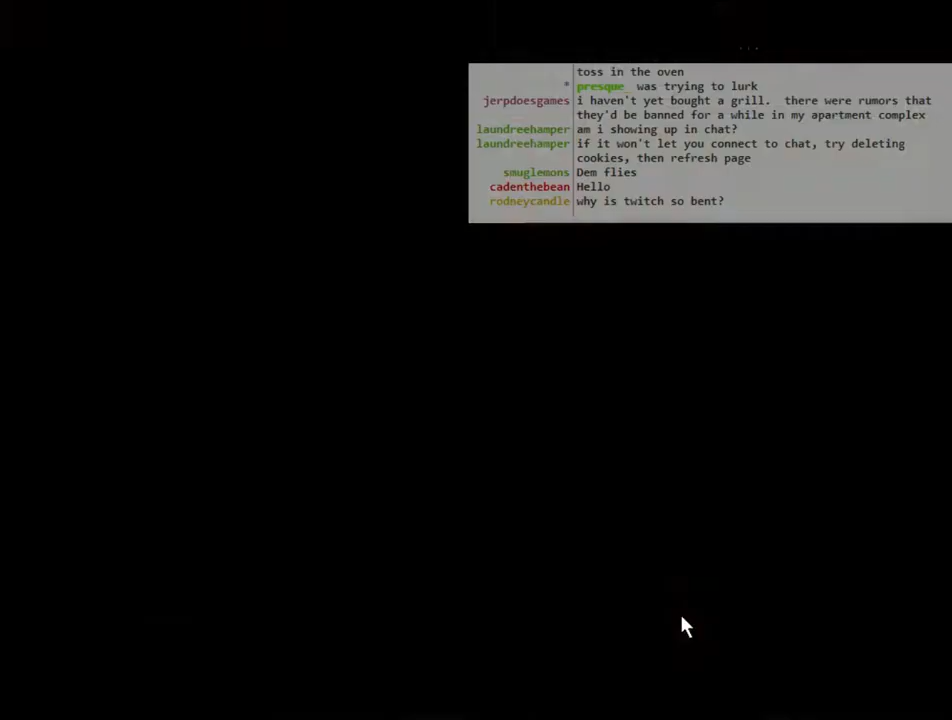 toss in the oven
* presque_ was trying to lurk
jerpdoesgames i haven't yet bought a grill.  there were rumors that
they'd be banned for a while in my apartment complex
laundreehamper am i showing up in chat?
laundreehamper if it won't let you connect to chat, try deleting
cookies, then refresh page
smuglemons Dem flies
cadenthebean Hello
rodneycandle why is twitch so bent?